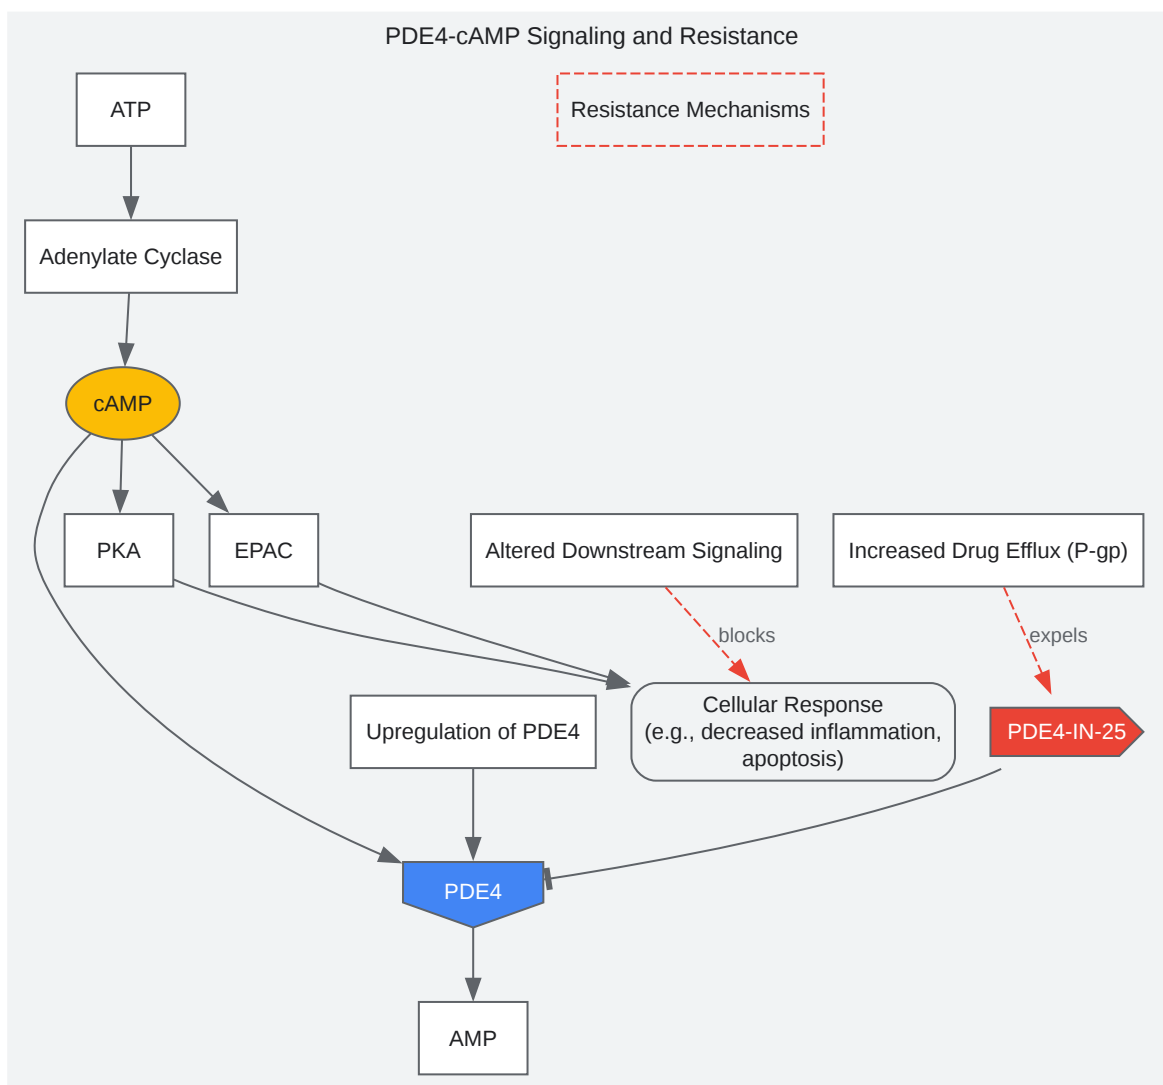 PDE4-cAMP Signaling and Resistance
ATP
Resistance Mechanisms
Adenylate Cyclase
cAMP
PKA
EPAC
Altered Downstream Signaling
Increased Drug Efflux (P-gp)
blocks
expels
Upregulation of PDE4
Cellular Response
(e.g., decreased inflammation,
apoptosis)
PDE4-IN-25
PDE4
AMP